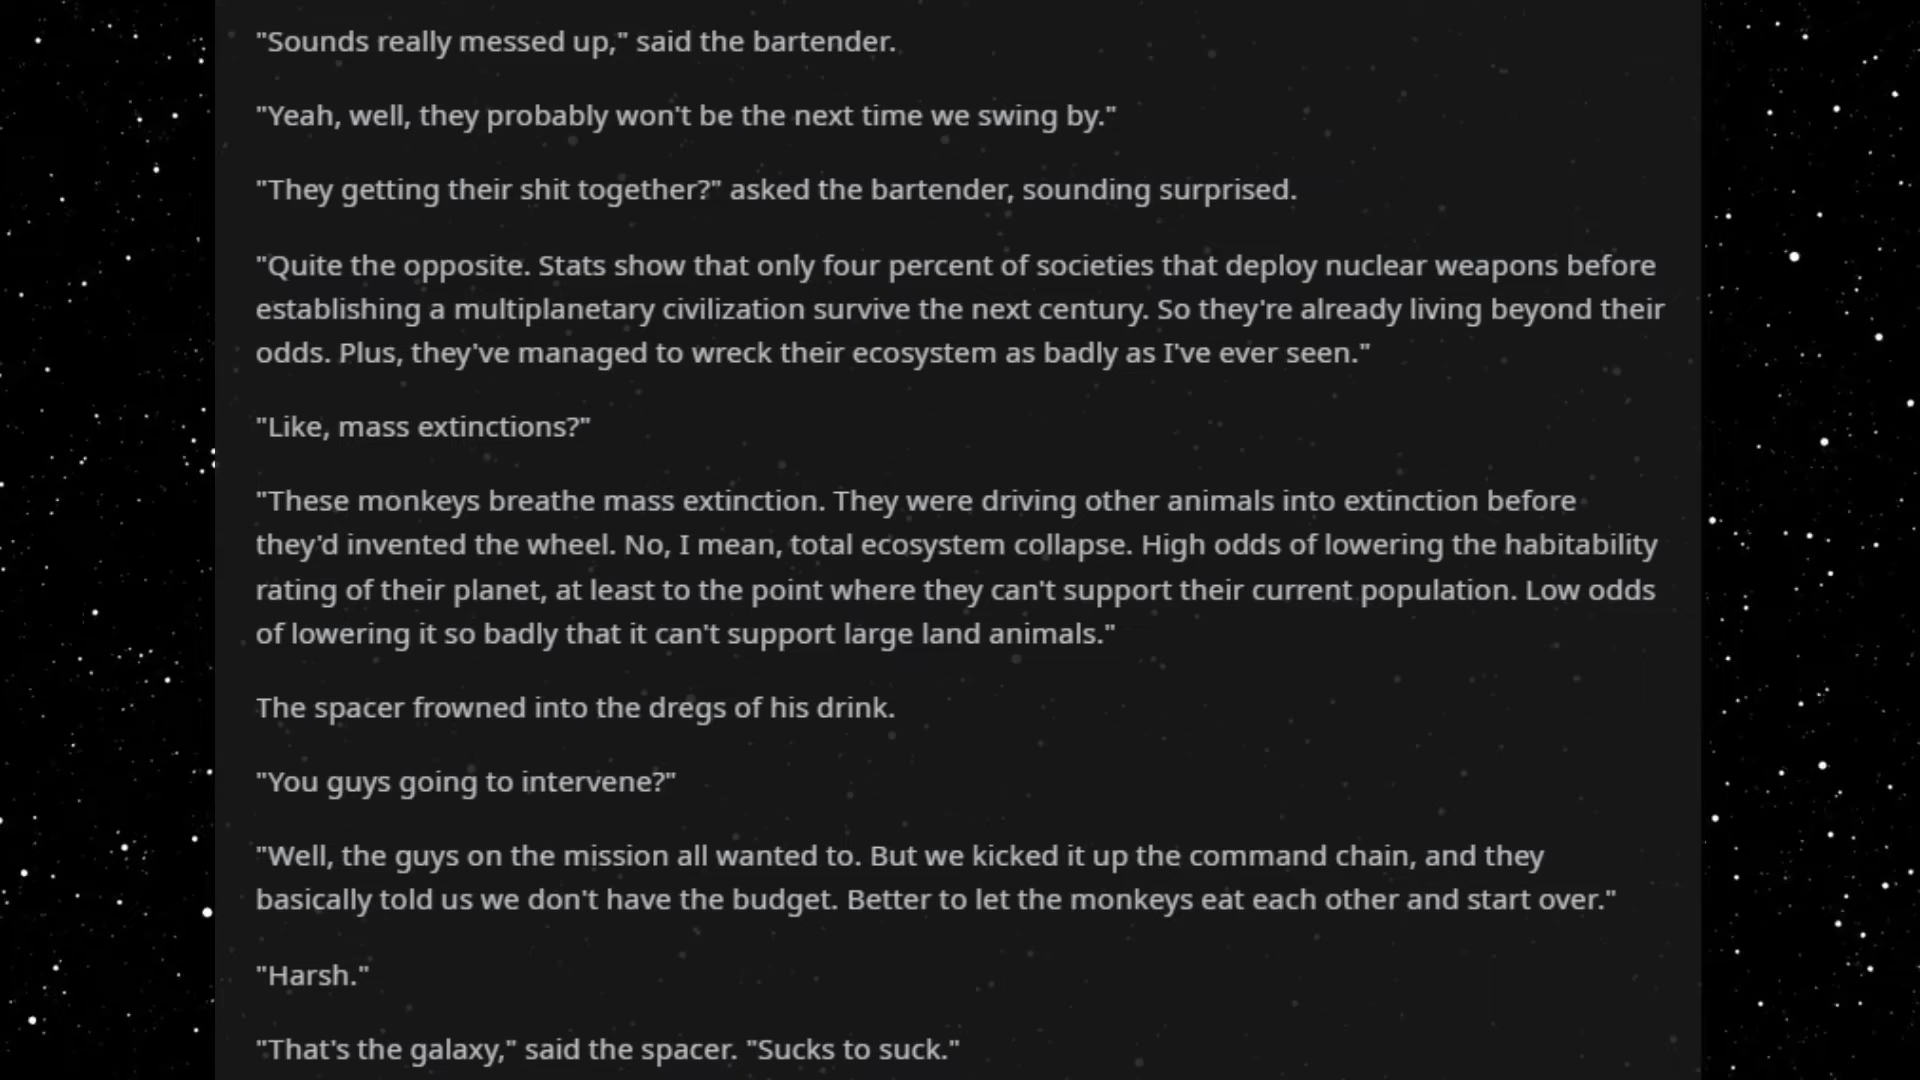 "Sounds really messed up," said the bartender.
"Yeah, well, they probably won't be the next time we swing by."
"They getting their shit together?" asked the bartender, sounding surprised.
"Quite the opposite. Stats show that only four percent of societies that deploy nuclear weapons before
establishing a multiplanetary civilization survive the next century. So they're already living beyond their
odds. Plus, they've managed to wreck their ecosystem as badly as I've ever seen."
"Like, mass extinctions?"
"These monkeys breathe mass extinction. They were driving other animals into extinction before
they'd invented the wheel. No, I mean, total ecosystem collapse. High odds of lowering the habitability
rating of their planet, at least to the point where they can't support their current population. Low odds
of lowering it so badly that it can't support large land animals."
The spacer frowned into the dregs of his drink.
"You guys going to intervene?"
"Well, the guys on the mission all wanted to. But we kicked it up the command chain, and they
basically told us we don't have the budget. Better to let the monkeys eat each other and start over."
"Harsh."
"That's the galaxy," said the spacer. "Sucks to suck."